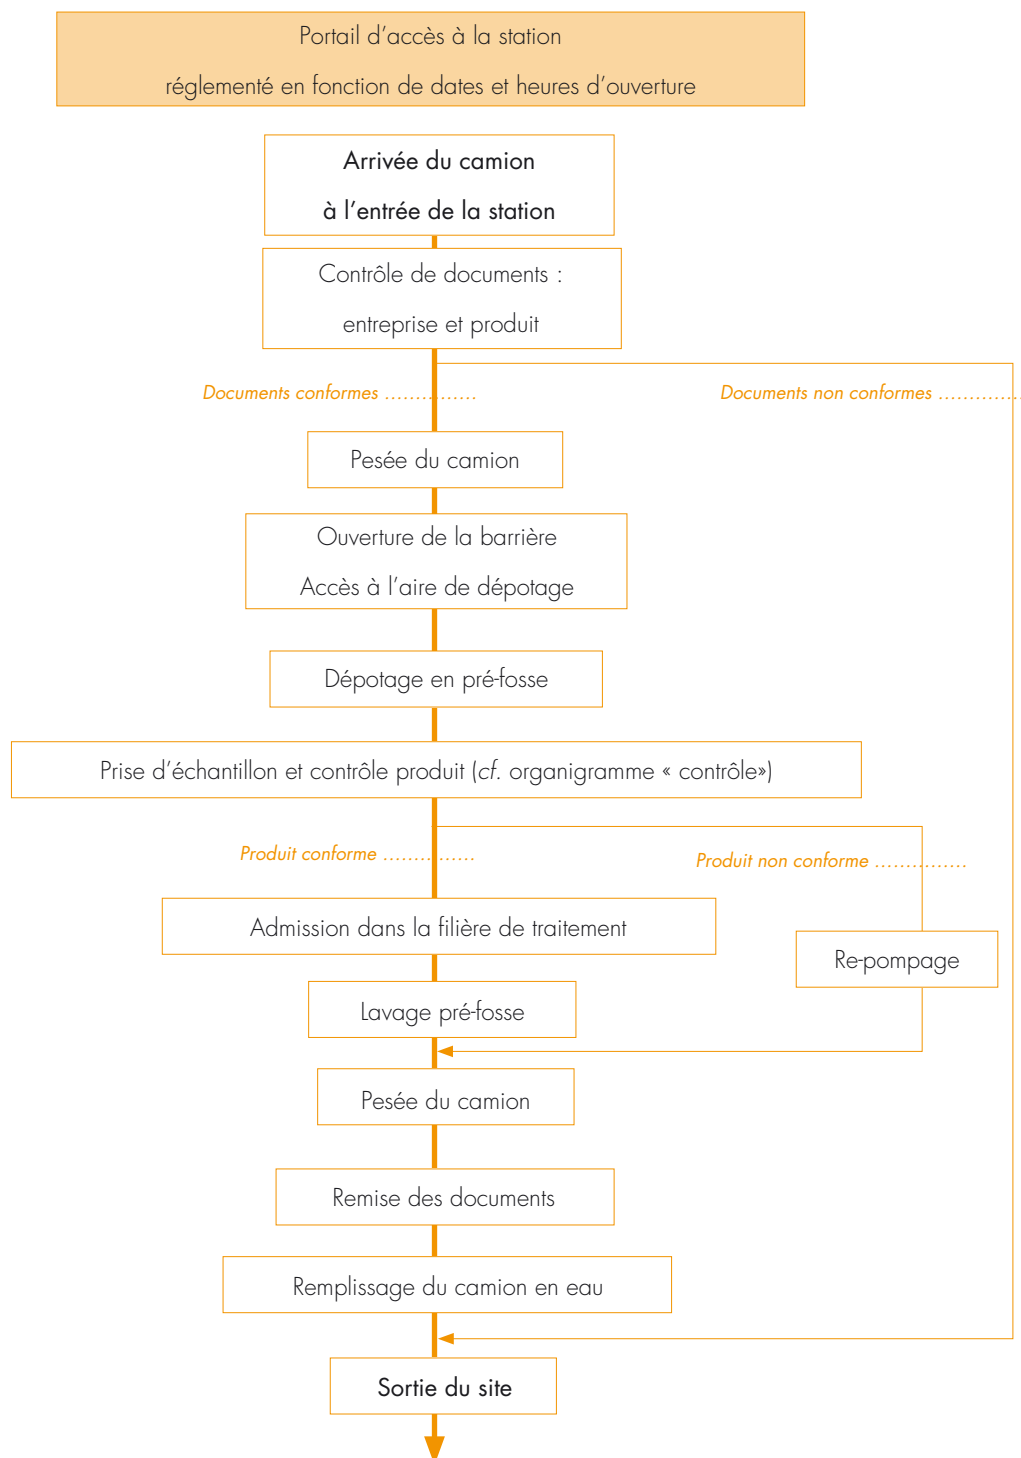 Portail d'accès à la station
réglementé en fonction de dates et heures d'ouverture
Arrivée du camion
à l'entrée de la station
Contrôle de documents :
entreprise et produit
Documents conformes ...............
Documents non conformes ...............
Pesée du camion
Ouverture de la barrière
Accès à l'aire de dépotage
Dépotage en pré-fosse
Prise d'échantillon et contrôle produit (cf. organigramme « contrôle»)
Produit conforme ...............
Produit non conforme ...............
Admission dans la filière de traitement
Re-pompage
Lavage pré-fosse
Pesée du camion
Remise des documents
Remplissage du camion en eau
Sortie du site